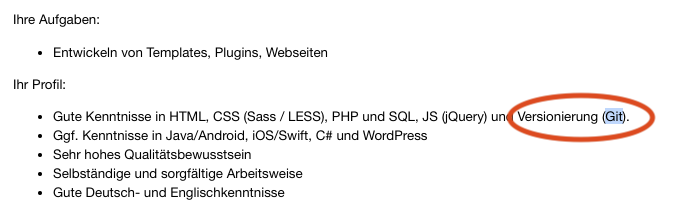 Ihre Aufgaben:
• Entwickeln von Templates, Plugins, Webseiten
Ihr Profil:
• Gute Kenntnisse in HTML, CSS (Sass / LESS), PHP und SQL, JS (jQuery) und Versionierung (Git).
• Ggf. Kenntnisse in Java/Android, iOS/Swift, C# und WordPress
• Sehr hohes Qualitätsbewusstsein
• Selbständige und sorgfältige Arbeitsweise
• Gute Deutsch- und Englischkenntnisse